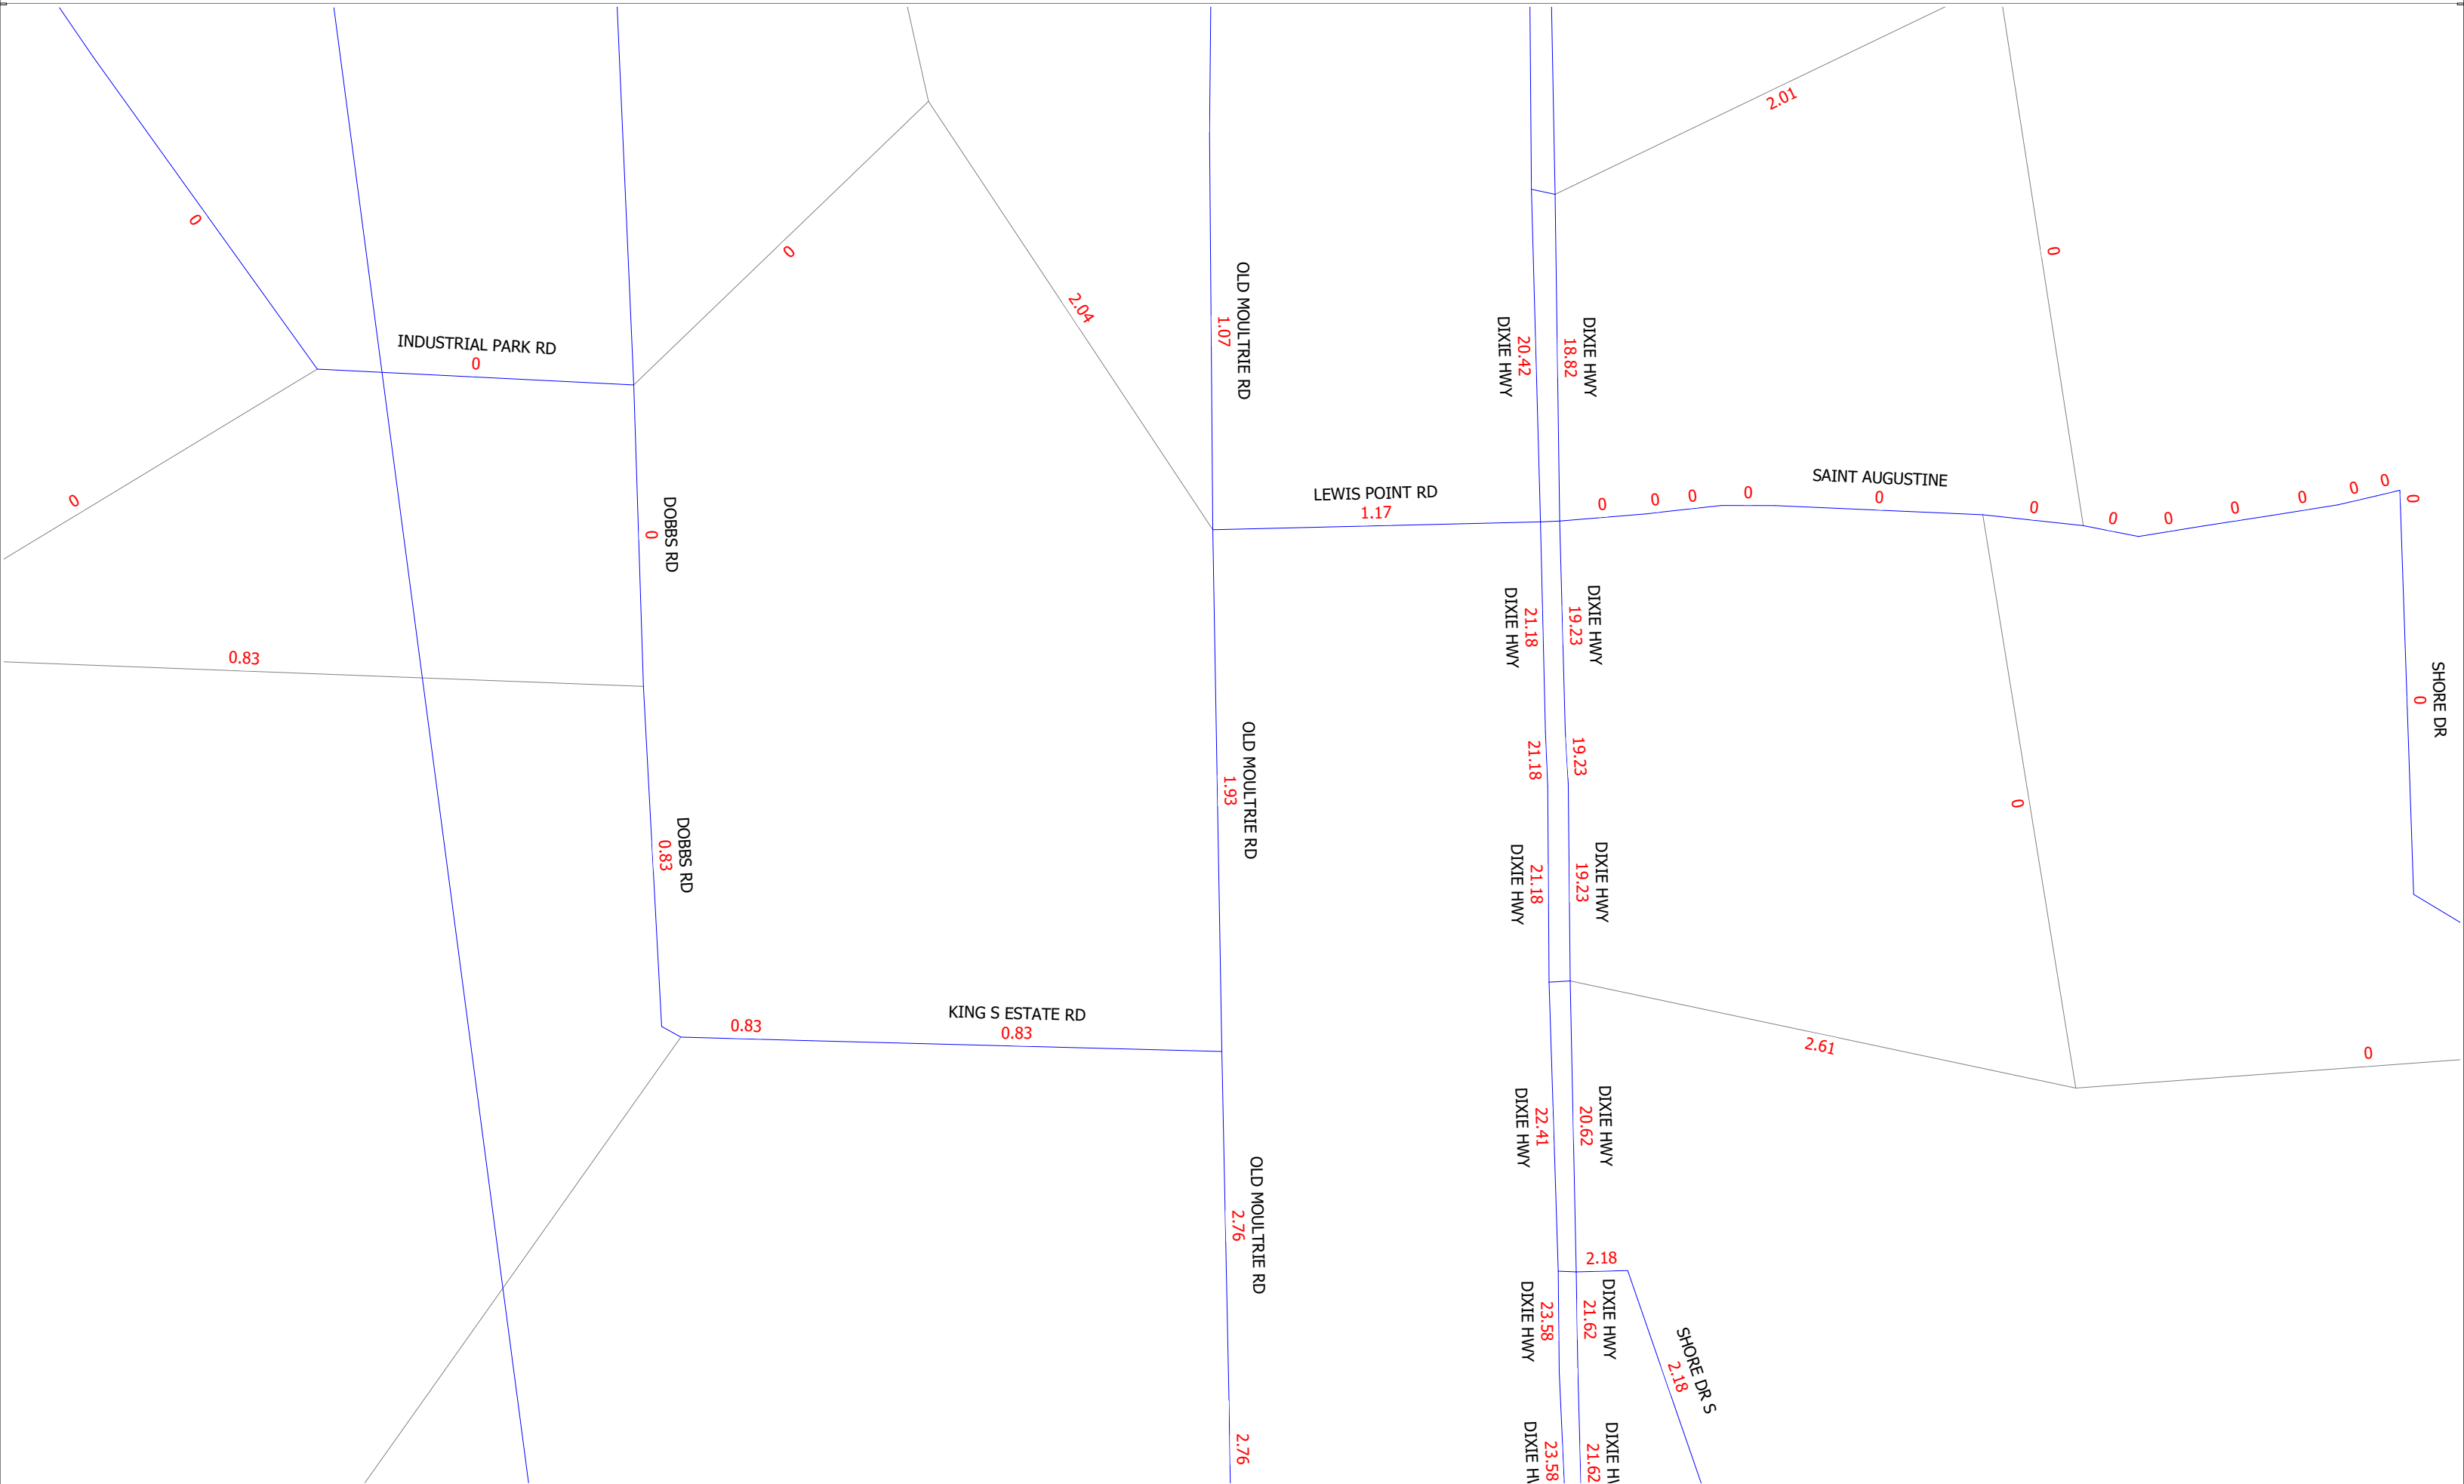 2.01
0
0
0
2.04
OLD MOULTRIE RD
1.07
DIXIE HWY
20.42
18.82
DIXIE HWY
INDUSTRIAL PARK RD
0
0
DOBBS RD
0
LEWIS POINT RD
1.17
0
0
0
0
SAINT AUGUSTINE
0
0
0
0
0
0
0
0
0
DIXIE HWY
21.18
19.23
DIXIE HWY
0.83
SHORE DR
0
OLD MOULTRIE RD
1.93
21.18
19.23
0
DOBBS RD
0.83
DIXIE HWY
21.18
19.23
DIXIE HWY
0.83
KING S ESTATE RD
0.83
2.61
0
DIXIE HWY
22.41
20.62
DIXIE HWY
OLD MOULTRIE RD
2.76
2.18
DIXIE HWY
23.58
21.62
DIXIE HWY
SHORE DR S
2.18
2.76
DIXIE H
23.58
21.62
DIXIE H